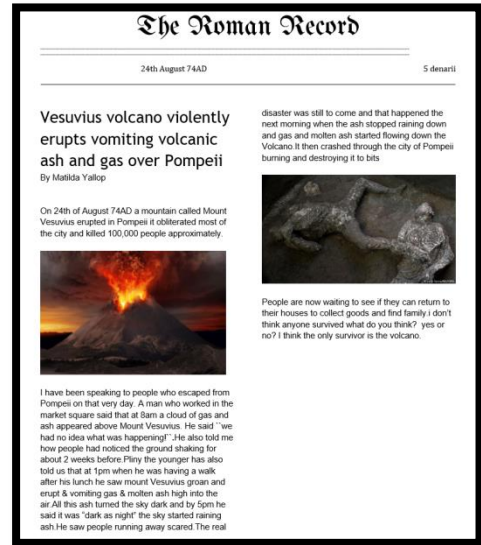 The Roman Record
24th August 74AD
5 denarii
Vesuvius volcano violently
erupts vomiting volcanic
ash and gas over Pompeii
By Matilda Yallop
On 24th of August 74AD a mountain called Mount
Vesuvius erupted in Pompeii it obliterated most of
the city and killed 100,000 people approximately.
I have been speaking to people who escaped from
Pompeii on that very day. A man who worked in the
market square said that at 8am a cloud of gas and
ash appeared above Mount Vesuvius. He said ``we
had no idea what was happening!``.He also told me
how people had noticed the ground shaking for
about 2 weeks before.Pliny the younger has also
told us that at 1pm when he was having a walk
after his lunch he saw mount Vesuvius groan and
erupt & vomiting gas & molten ash high into the
air.All this ash turned the sky dark and by 5pm he
said it was "dark as night" the sky started raining
ash.He saw people running away scared.The real
disaster was still to come and that happened the
next morning when the ash stopped raining down
and gas and molten ash started flowing down the
Volcano.It then crashed through the city of Pompeii
burning and destroying it to bits
People are now waiting to see if they can return to
their houses to collect goods and find family.i don't
think anyone survived what do you think? yes or
no? I think the only survivor is the volcano.